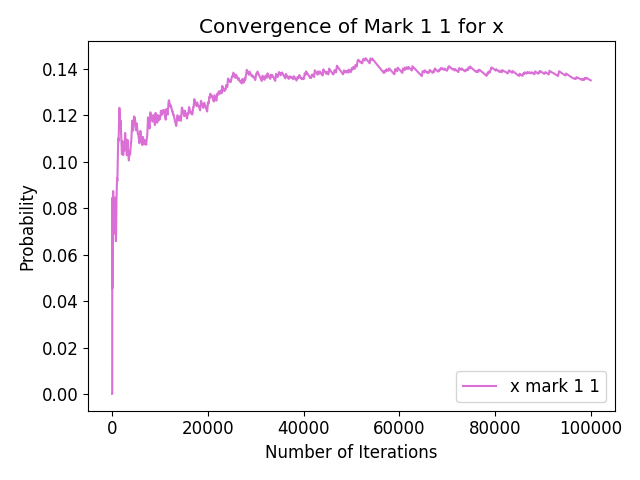 Convergence of Mark 1 1 for x
Probability
0.14
0.12
0.10
0.08
0.06
0.04
0.02
0.00
x mark 1 1
0 20000 40000 60000 80000 100000
Number of Iterations